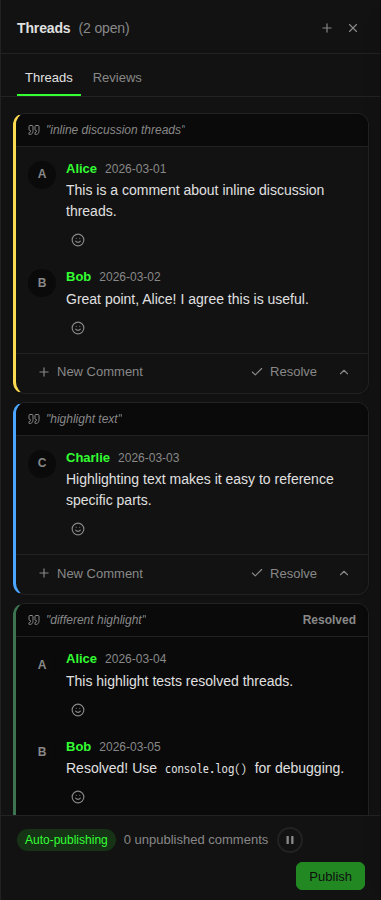 Threads (2 open)
Threads Reviews
"inline discussion threads"
A Alice 2026-03-01
This is a comment about inline discussion
threads.
B Bob 2026-03-02
Great point, Alice! I agree this is useful.
New Comment Resolve
"highlight text"
C Charlie 2026-03-03
Highlighting text makes it easy to reference
specific parts.
New Comment Resolve
"different highlight" Resolved
A Alice 2026-03-04
This highlight tests resolved threads.
B Bob 2026-03-05
Resolved! Use console.log() for debugging.
Auto-publishing 0 unpublished comments
Publish